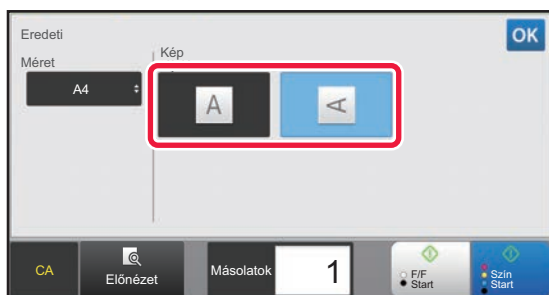 Eredeti
OK
Méret
Kép
A4
A
A
CA
Előnézet
Másolatok
1
F/F
Start
Szín
Start